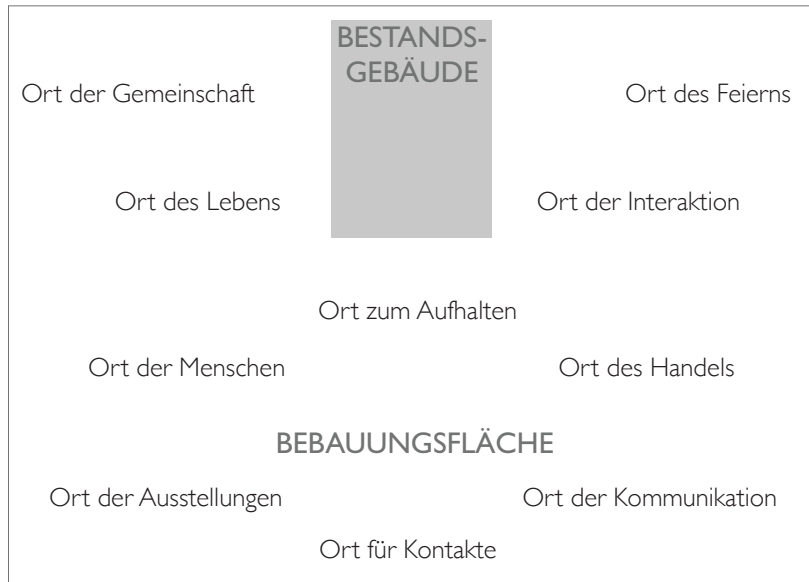 BESTANDS-
GEBÄUDE
Ort der Gemeinschaft
Ort des Feierns
Ort des Lebens
Ort der Interaktion
Ort zum Aufhalten
Ort der Menschen
Ort des Handels
BEBAUUNGSFLÄCHE
Ort der Ausstellungen
Ort der Kommunikation
Ort für Kontakte